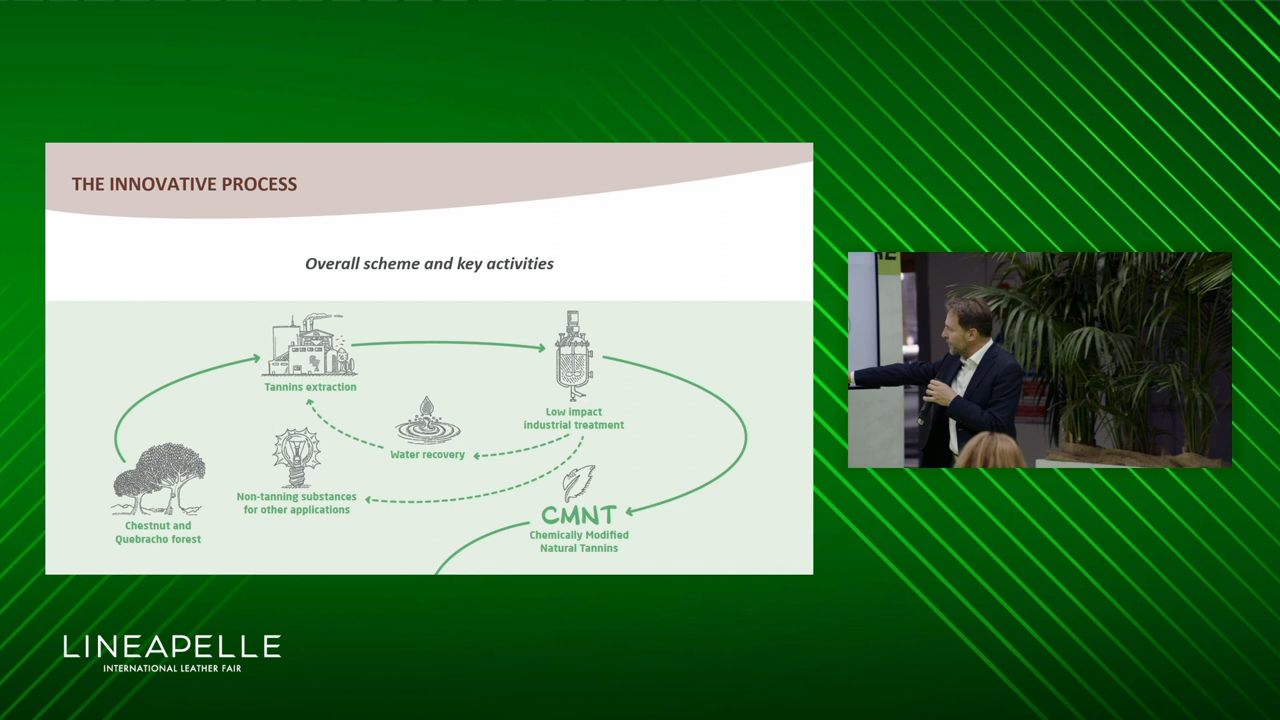 THE INNOVATIVE PROCESS
Overall scheme and key activities
Tannins extraction
Low impact
industrial treatment
Water recovery
Non-tanning substances
for other applications
CMNT
Chemically Modified
Natural Tannins
Chestnut and
Quebracho forest
LINEAPELLE
INTERNATIONAL LEATHER FAIR